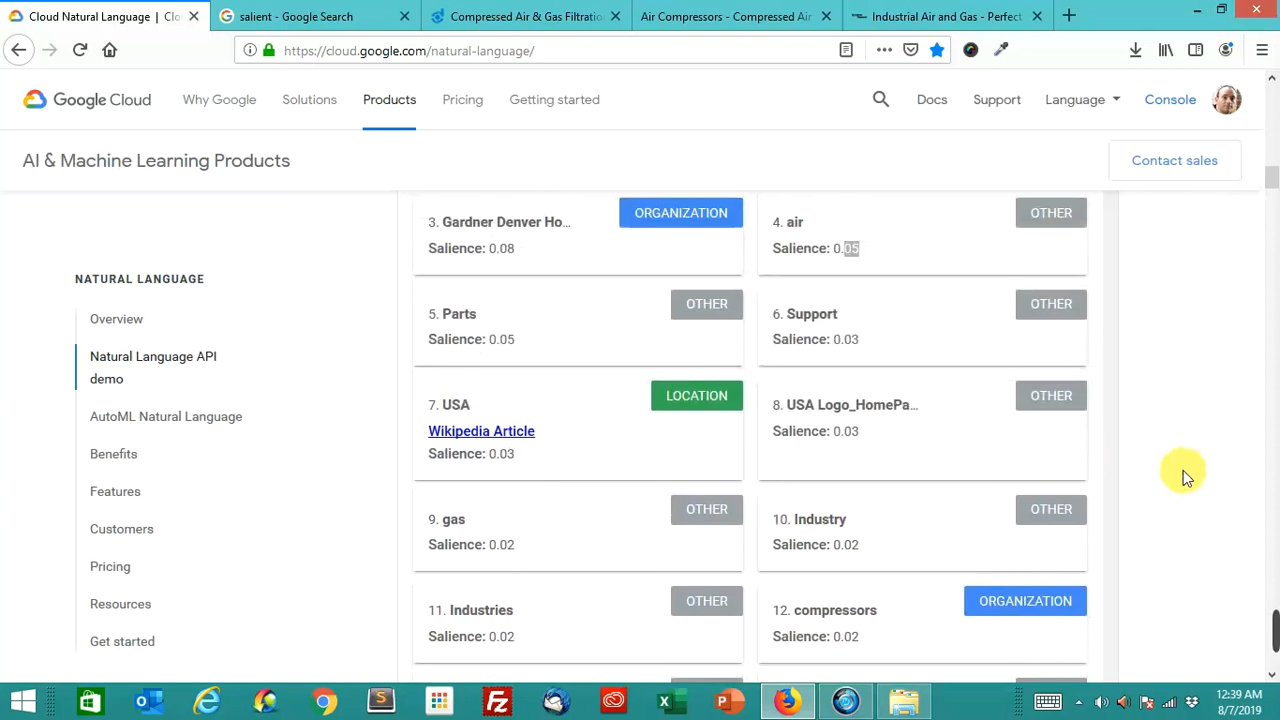 Cloud Natural Language | Clo
salient - Google Search
Compressed Air & Gas Filtratio
Air Compressors - Compressed Air
Industrial Air and Gas - Perfect
https://cloud.google.com/natural-language/
Google Cloud
Why Google
Solutions
Products
Pricing
Getting started
Docs
Support
Language
Console
AI & Machine Learning Products
Contact sales
NATURAL LANGUAGE
Overview
Natural Language API
demo
AutoML Natural Language
Benefits
Features
Customers
Pricing
Resources
Get started
3. Gardner Denver Ho...
ORGANIZATION
Salience: 0.08
4. air
OTHER
Salience: 0.05
5. Parts
OTHER
Salience: 0.05
6. Support
OTHER
Salience: 0.03
7. USA
LOCATION
Wikipedia Article
Salience: 0.03
8. USA Logo_HomePa...
OTHER
Salience: 0.03
9. gas
OTHER
Salience: 0.02
10. Industry
OTHER
Salience: 0.02
11. Industries
OTHER
Salience: 0.02
12. compressors
ORGANIZATION
Salience: 0.02
12:39 AM
8/7/2019